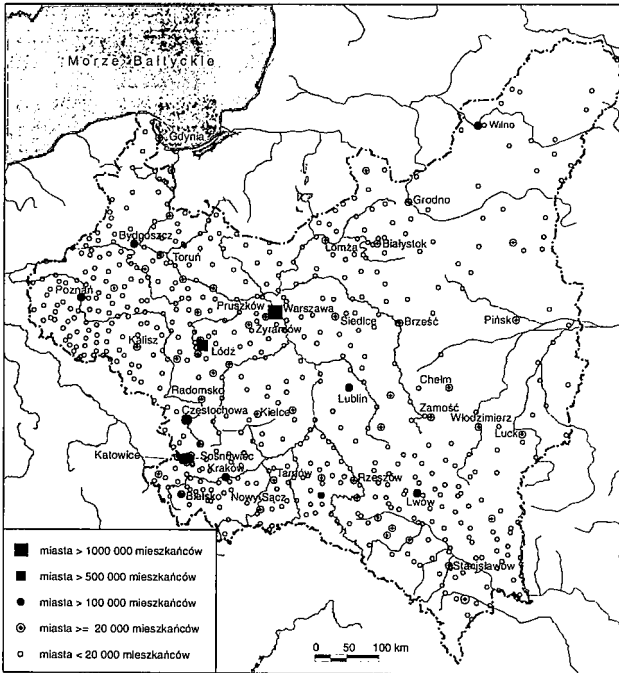 Morze Bałtyckie
Gdynia
Wilno
Grodno
Bydgoszcz
Toruń
Łomża
Białystok
Poznań
Pruszków
Warszawa
Żyrardów
Siedlce
Brześć
Pińsk
Kalisz
Łódź
Radomsko
Chełm
Lublin
Częstochowa
Kielce
Zamość
Włodzimierz
Łuck
Katowice
Sosnowiec
Kraków
Tarnów
Rzeszów
Bielsko
Nowy Sącz
Lwów
Stanisławów
miasta > 1000 000 mieszkańców
miasta > 500 000 mieszkańców
miasta > 100 000 mieszkańców
miasta >= 20 000 mieszkańców
miasta < 20 000 mieszkańców
0 50 100 km